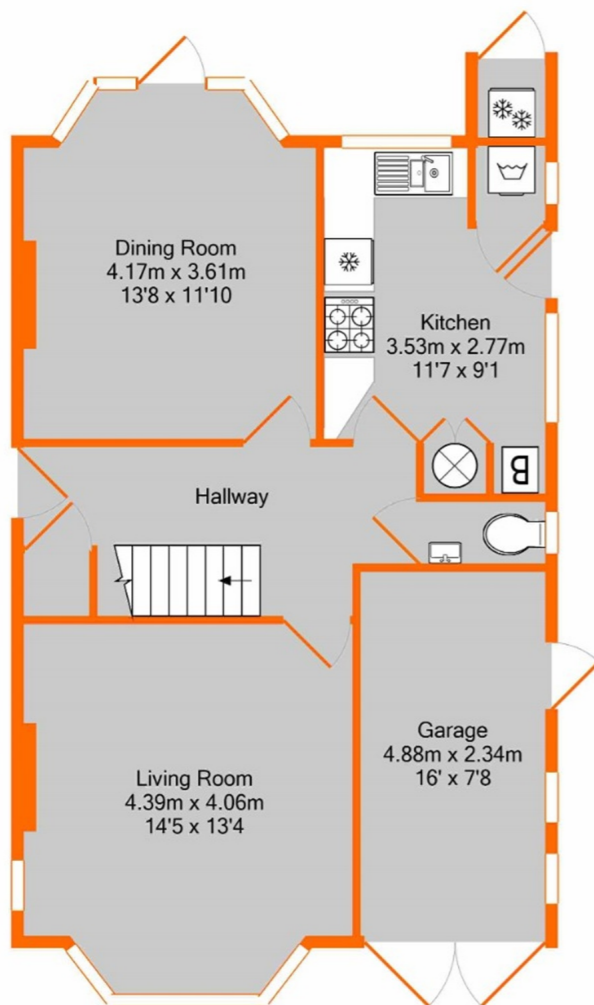 Dining Room
4.17m x 3.61m
13'8 x 11'10
Kitchen
3.53m x 2.77m
11'7 x 9'1
B
Hallway
Garage
4.88m x 2.34m
16' x 7'8
Living Room
4.39m x 4.06m
14'5 x 13'4